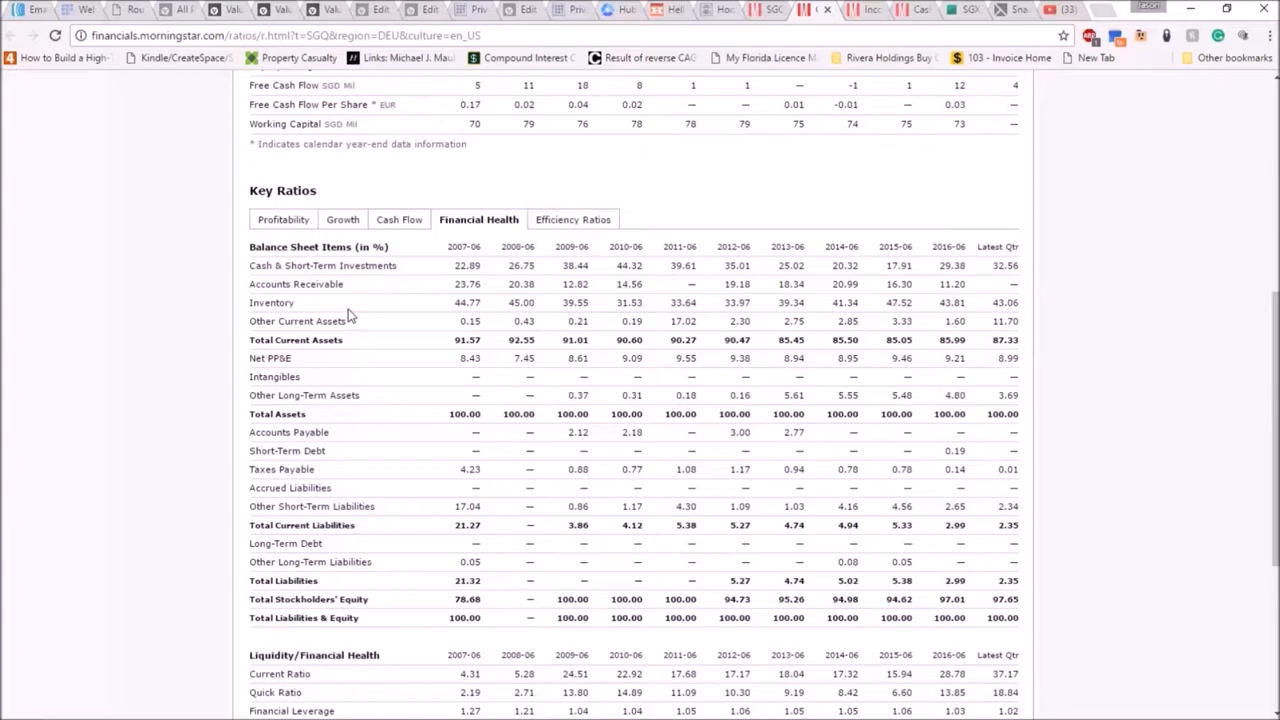 Wel Rou All Valu Valu Valu Edit Edit Priv Edit Priv Hub Hell Hom SGC C Inco Cas SGX Sna (33) Jason
financials.morningstar.com/ratios/r.html?t=SGQ&region=DEU&culture=en_US
How to Build a High- Kindle/CreateSpace/ Property Casualty Links: Michael J. Mau Compound Interest C Result of reverse CAG My Florida Licence M Rivera Holdings Buy 103 - Invoice Home New Tab Other bookmarks
Free Cash Flow SGD Mil 5 11 18 8 1 1 — -1 1 12 4
Free Cash Flow Per Share * EUR 0.17 0.02 0.04 0.02 — — 0.01 -0.01 — 0.03 —
Working Capital SGD Mil 70 79 76 78 78 79 75 74 75 73 —
* Indicates calendar year-end data information
Key Ratios
Profitability Growth Cash Flow Financial Health Efficiency Ratios
Balance Sheet Items (in %) 2007-06 2008-06 2009-06 2010-06 2011-06 2012-06 2013-06 2014-06 2015-06 2016-06 Latest Qtr
Cash & Short-Term Investments 22.89 26.75 38.44 44.32 39.61 35.01 25.02 20.32 17.91 29.38 32.56
Accounts Receivable 23.76 20.38 12.82 14.56 — 19.18 18.34 20.99 16.30 11.20 —
Inventory 44.77 45.00 39.55 31.53 33.64 33.97 39.34 41.34 47.52 43.81 43.06
Other Current Assets 0.15 0.43 0.21 0.19 17.02 2.30 2.75 2.85 3.33 1.60 11.70
Total Current Assets 91.57 92.55 91.01 90.60 90.27 90.47 85.45 85.50 85.05 85.99 87.33
Net PP&E 8.43 7.45 8.61 9.09 9.55 9.38 8.94 8.95 9.46 9.21 8.99
Intangibles — — — — — — — — — — —
Other Long-Term Assets — — 0.37 0.31 0.18 0.16 5.61 5.55 5.48 4.80 3.69
Total Assets 100.00 100.00 100.00 100.00 100.00 100.00 100.00 100.00 100.00 100.00 100.00
Accounts Payable — — 2.12 2.18 — 3.00 2.77 — — — —
Short-Term Debt — — — — — — — — — 0.19 —
Taxes Payable 4.23 — 0.88 0.77 1.08 1.17 0.94 0.78 0.78 0.14 0.01
Accrued Liabilities — — — — — — — — — — —
Other Short-Term Liabilities 17.04 — 0.86 1.17 4.30 1.09 1.03 4.16 4.56 2.65 2.34
Total Current Liabilities 21.27 — 3.86 4.12 5.38 5.27 4.74 4.94 5.33 2.99 2.35
Long-Term Debt — — — — — — — — — — —
Other Long-Term Liabilities 0.05 — — — — — — 0.08 0.05 — —
Total Liabilities 21.32 — — — — 5.27 4.74 5.02 5.38 2.99 2.35
Total Stockholders' Equity 78.68 — 100.00 100.00 100.00 94.73 95.26 94.98 94.62 97.01 97.65
Total Liabilities & Equity 100.00 — 100.00 100.00 100.00 100.00 100.00 100.00 100.00 100.00 100.00
Liquidity/Financial Health 2007-06 2008-06 2009-06 2010-06 2011-06 2012-06 2013-06 2014-06 2015-06 2016-06 Latest Qtr
Current Ratio 4.31 5.28 24.51 22.92 17.68 17.17 18.04 17.32 15.94 28.78 37.17
Quick Ratio 2.19 2.71 13.80 14.89 11.09 10.30 9.19 8.42 6.60 13.85 18.84
Financial Leverage 1.27 1.21 1.04 1.04 1.05 1.06 1.05 1.05 1.06 1.03 1.02